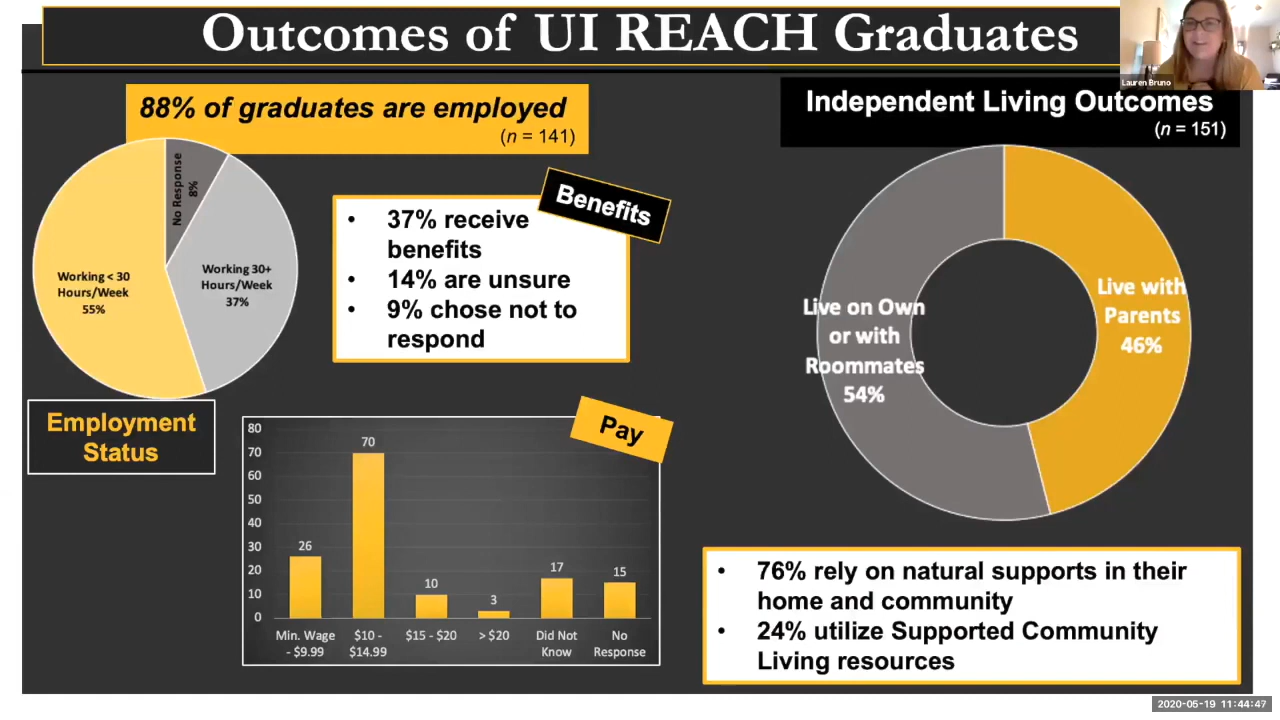 Outcomes of UI REACH Graduates
Lauren Bruno
88% of graduates are employed
(n = 141)
No Response
8%
Working 30+
Hours/Week
37%
Working < 30
Hours/Week
55%
Employment
Status
Benefits
• 37% receive
benefits
• 14% are unsure
• 9% chose not to
respond
Pay
80
70
60
50
40
30
20
10
0
26
70
10
3
17
15
Min. Wage
- $9.99
$10 -
$14.99
$15 - $20
> $20
Did Not
Know
No
Response
Independent Living Outcomes
(n = 151)
Live with
Parents
46%
Live on Own
or with
Roommates
54%
• 76% rely on natural supports in their
home and community
• 24% utilize Supported Community
Living resources
2020-05-19 11:44:47